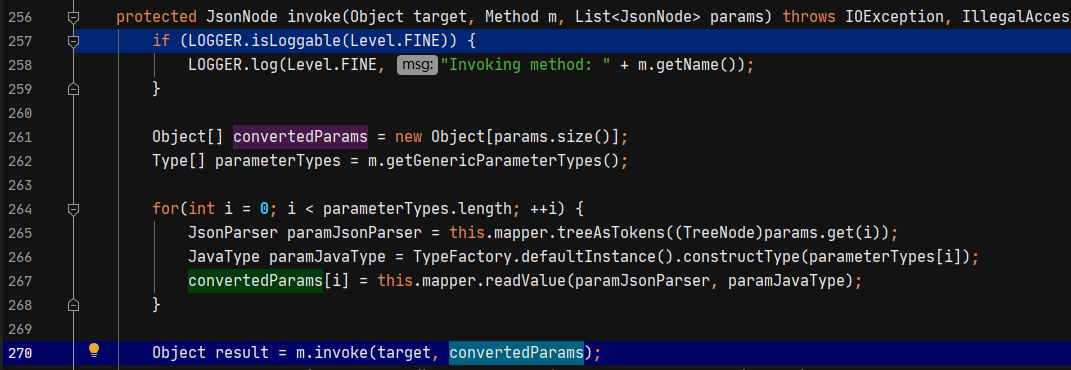 256 protected JsonNode invoke(Object target, Method m, List<JsonNode> params) throws IOException, IllegalAcces
257 if (LOGGER.isLoggable(Level.FINE)) {
258 LOGGER.log(Level.FINE, msg: "Invoking method: " + m.getName());
259 }
260
261 Object[] convertedParams = new Object[params.size()];
262 Type[] parameterTypes = m.getGenericParameterTypes();
263
264 for(int i = 0; i < parameterTypes.length; ++i) {
265 JsonParser paramJsonParser = this.mapper.treeAsTokens((TreeNode)params.get(i));
266 JavaType paramJavaType = TypeFactory.defaultInstance().constructType(parameterTypes[i]);
267 convertedParams[i] = this.mapper.readValue(paramJsonParser, paramJavaType);
268 }
269
270 Object result = m.invoke(target, convertedParams);